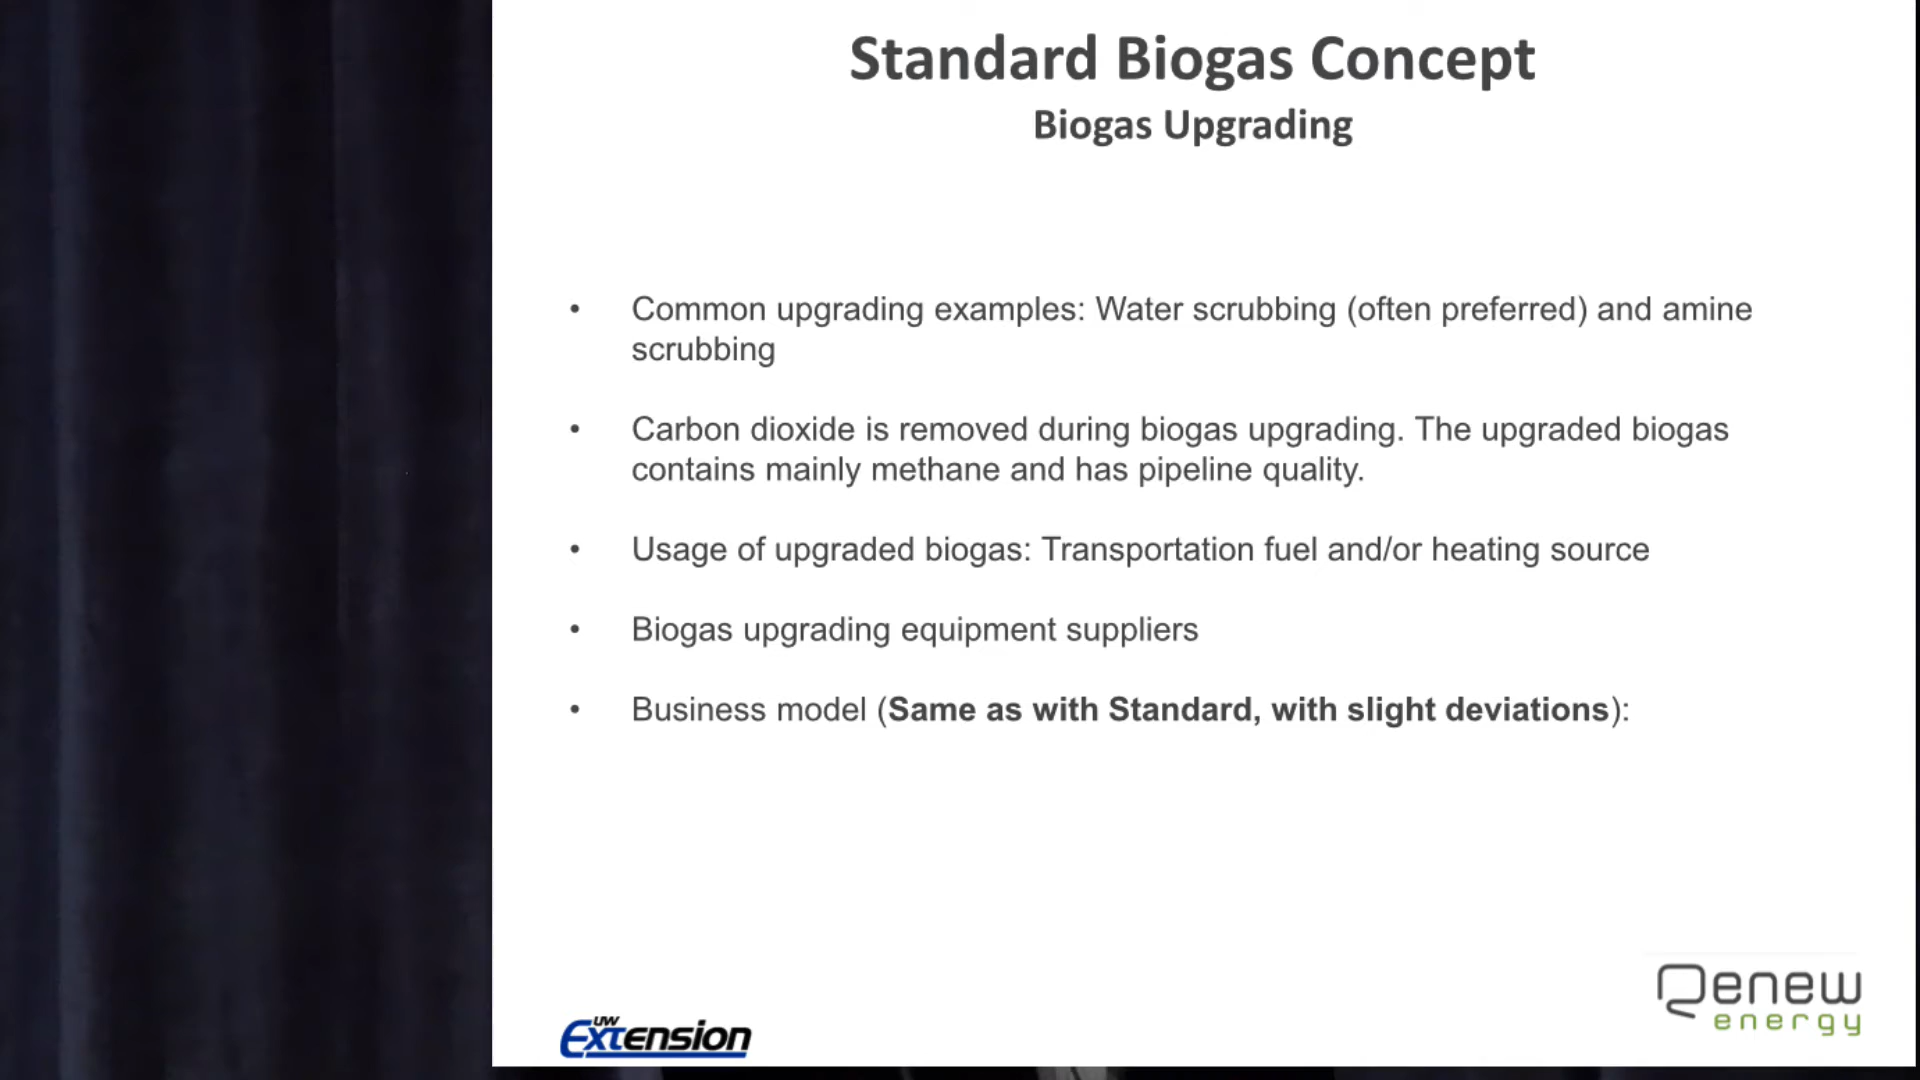 Standard Biogas Concept
Biogas Upgrading
• Common upgrading examples: Water scrubbing (often preferred) and amine
scrubbing
• Carbon dioxide is removed during biogas upgrading. The upgraded biogas
contains mainly methane and has pipeline quality.
• Usage of upgraded biogas: Transportation fuel and/or heating source
• Biogas upgrading equipment suppliers
• Business model (Same as with Standard, with slight deviations):
UW
Extension
Renew
energy